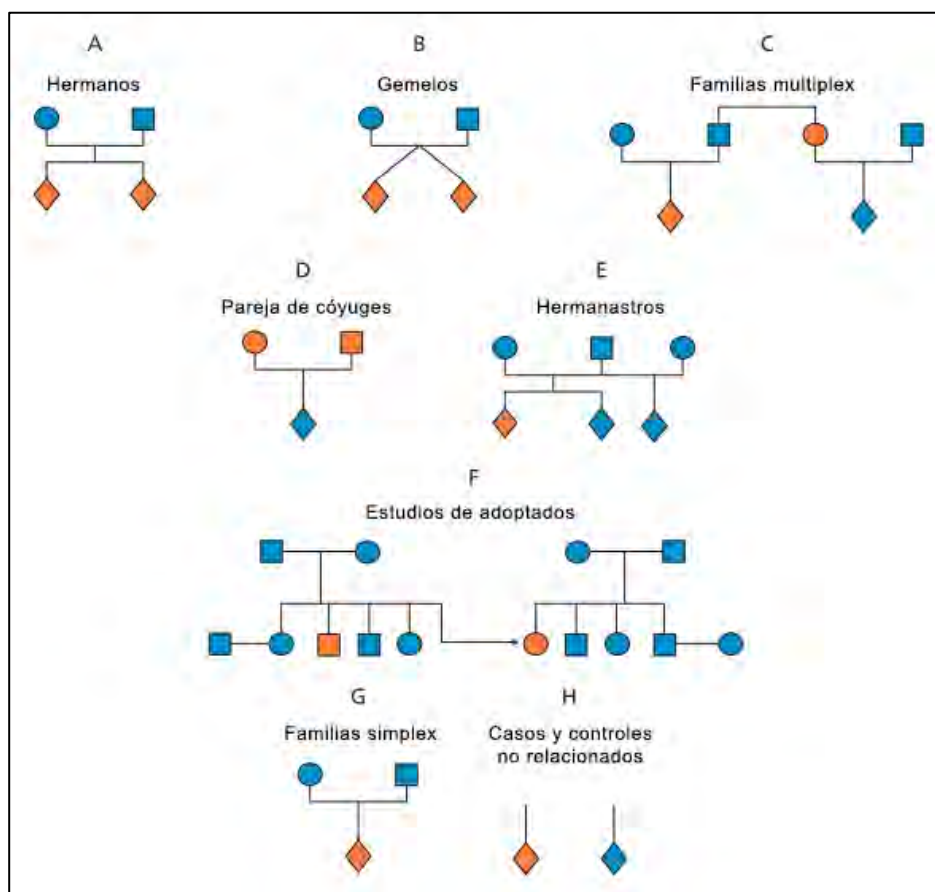 A
Hermanos
B
Gemelos
C
Familias multiplex
D
Pareja de cóyuges
E
Hermanastros
F
Estudios de adoptados
G
Familias simplex
H
Casos y controles
no relacionados